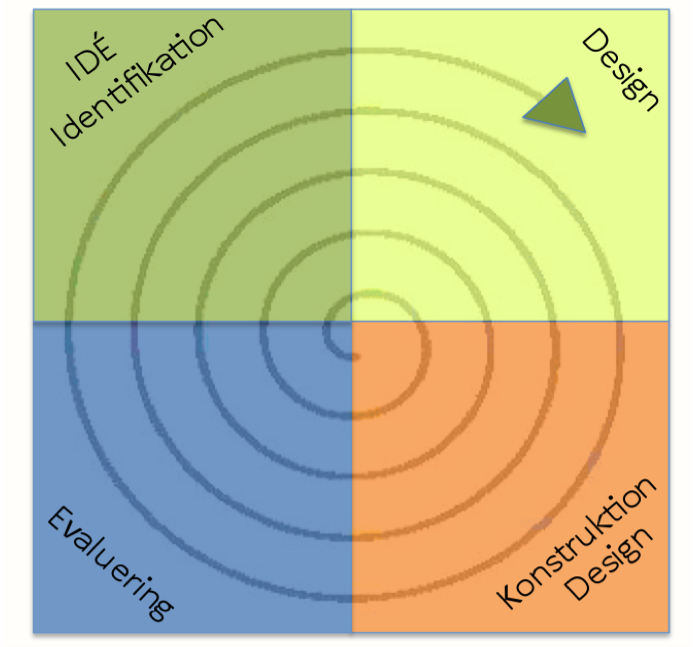 IDÉ
Identifikation
Design
Evaluering
Konstruktion
Design